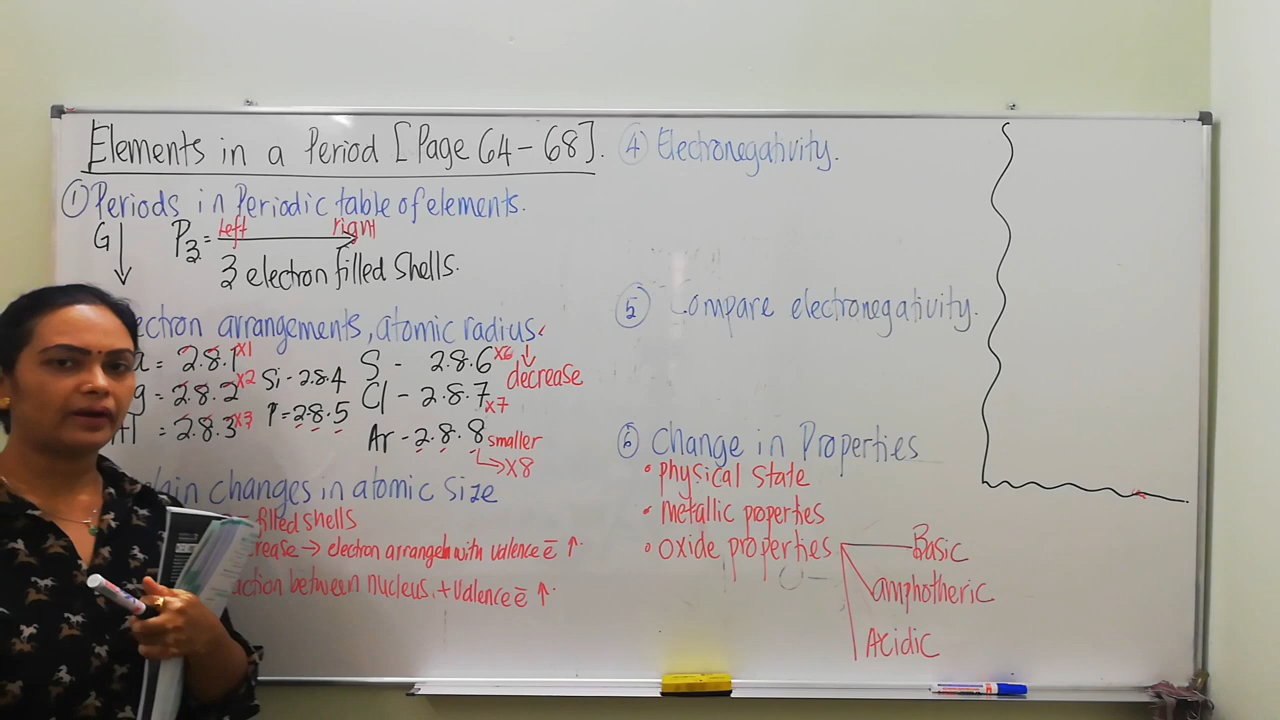 Elements in a Period [Page 64-68].
① Periods in Periodic table of elements.
G P3 = left right
3 electron filled shells.
ectron arrangements, atomic radius
= 2.8.1 x1
S - 2.8.6 x6
decrease
g = 2.8.2 x2
Si - 2.8.4
Cl - 2.8.7 x7
= 2.8.3 x3
P = 2.8.5
Ar - 2.8.8 smaller
x8
changes in atomic size
filled shells
rease → electron arrangeh with valence ē ↑.
action between nucleus + valence ē ↑.
④ Electronegativity.
⑤ Compare electronegativity.
⑥ Change in Properties
• physical state
• metallic properties
• oxide properties
Basic
amphotheric
Acidic